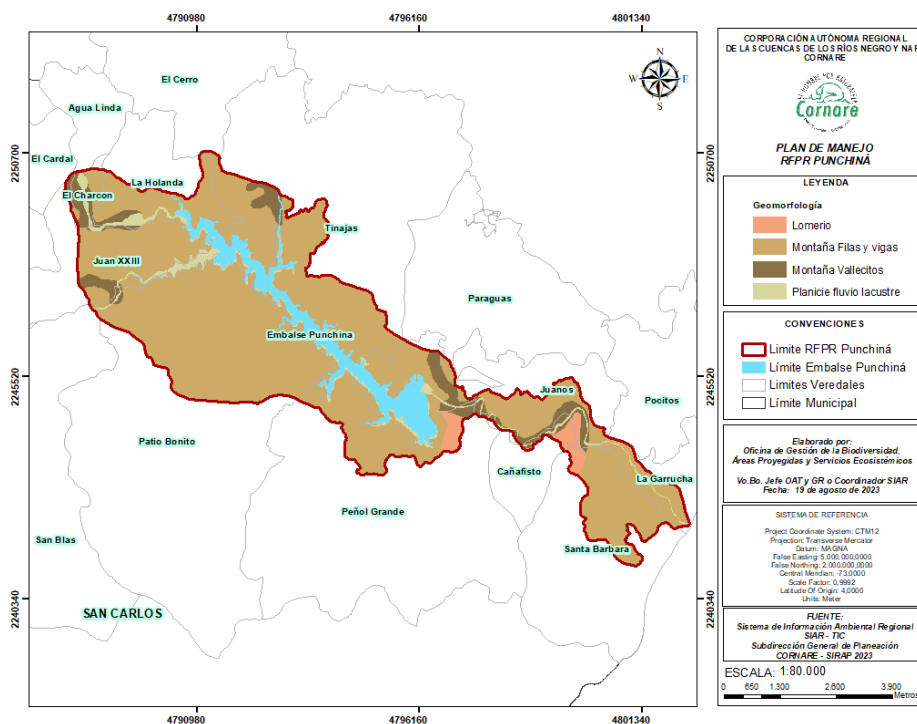 4790980 4796160 4801340
2250700 2250700
2245520 2245520
2240340 2240340
N
W E
S
El Cerro
Agua Linda
El Cardal
La Holanda
El Charcon
Tinajas
Juan XXIII
Paraguas
Embalse Punchina
Juanes
Pocitos
Patio Bonito
Cañafisto
La Garrucha
Peñol Grande
San Blas
Santa Barbara
SAN CARLOS
4790980 4796160 4801340
CORPORACIÓN AUTÓNOMA REGIONAL
DE LAS CUENCAS DE LOS RÍOS NEGRO Y NAR
CORNARE
Cornare
PLAN DE MANEJO
RFPR PUNCHINÁ
LEYENDA
Geomorfología
Lomerio
Montaña Filas y vigas
Montaña Vallecitos
Planicie fluvio lacustre
CONVENCIONES
Limite RFPR Punchiná
Límite Embalse Punchiná
Limites Veredales
Límite Municipal
Elaborado por:
Oficina de Gestión de la Biodiversidad,
Áreas Proyegidas y Servicios Ecosistémicos
Vo.Bo. Jefe OAT y GR o Coordinador SIAR
Fecha: 19 de agosto de 2023
SISTEMA DE REFERENCIA
Project Coordinate System: CTM12
Projection: Transverse Mercator
Datum: MAGNA
False Easting: 5.000.000,0000
False Northing: 2.000.000,0000
Central Meridian: -73,0000
Scale Factor: 0,9992
Latitude Of Origin: 4,0000
Units: Meter
FUENTE:
Sistema de Información Ambiental Regional
SIAR - TIC
Subdirección General de Planeación
CORNARE - SIRAP 2023
ESCALA: 1:80.000
0 650 1.300 2.600 3.900
Metros